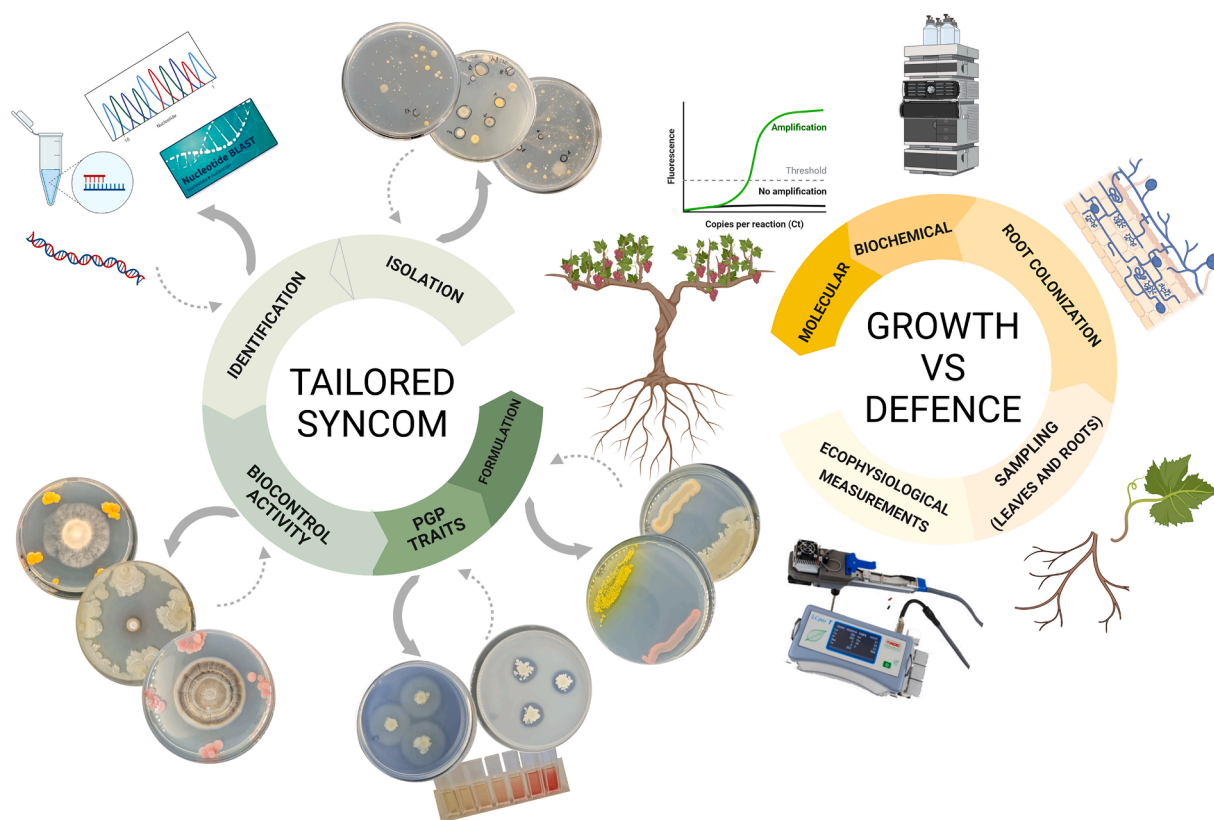 Nucleotide
Nucleotide BLAST
ISOLATION
IDENTIFICATION
BIOCONTROL
ACTIVITY
PGP
TRAITS
FORMULATION
TAILORED
SYNCOM
Fluorescence
Amplification
Threshold
No amplification
Copies per reaction (Ct)
MOLECULAR
BIOCHEMICAL
ROOT COLONIZATION
SAMPLING
(LEAVES AND ROOTS)
ECOPHYSIOLOGICAL
MEASUREMENTS
GROWTH
VS
DEFENCE